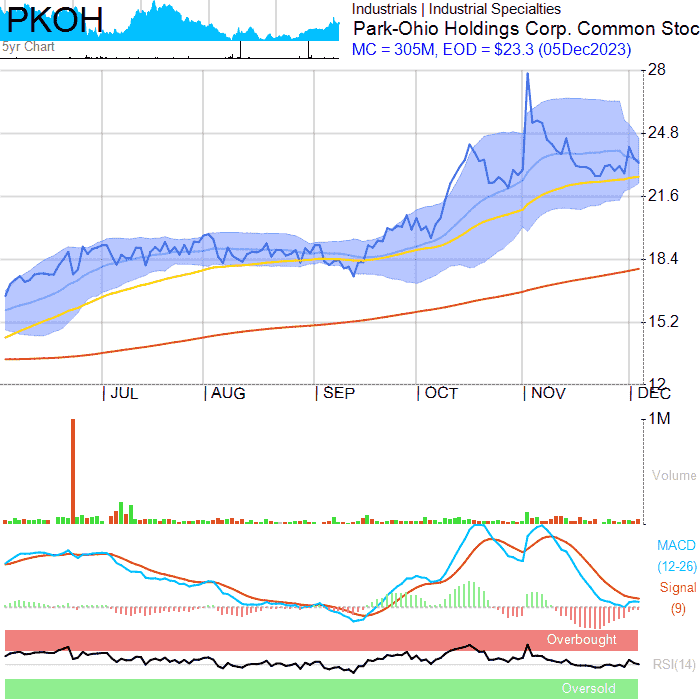 PKOH
5yr Chart
Industrials | Industrial Specialties
Park-Ohio Holdings Corp. Common Stoc
MC = 305M, EOD = $23.3 (05Dec2023)
28
24.8
21.6
18.4
15.2
12
JUL AUG SEP OCT NOV DEC
1M
Volume
MACD
(12-26)
Signal
(9)
Overbought
RSI(14)
Oversold